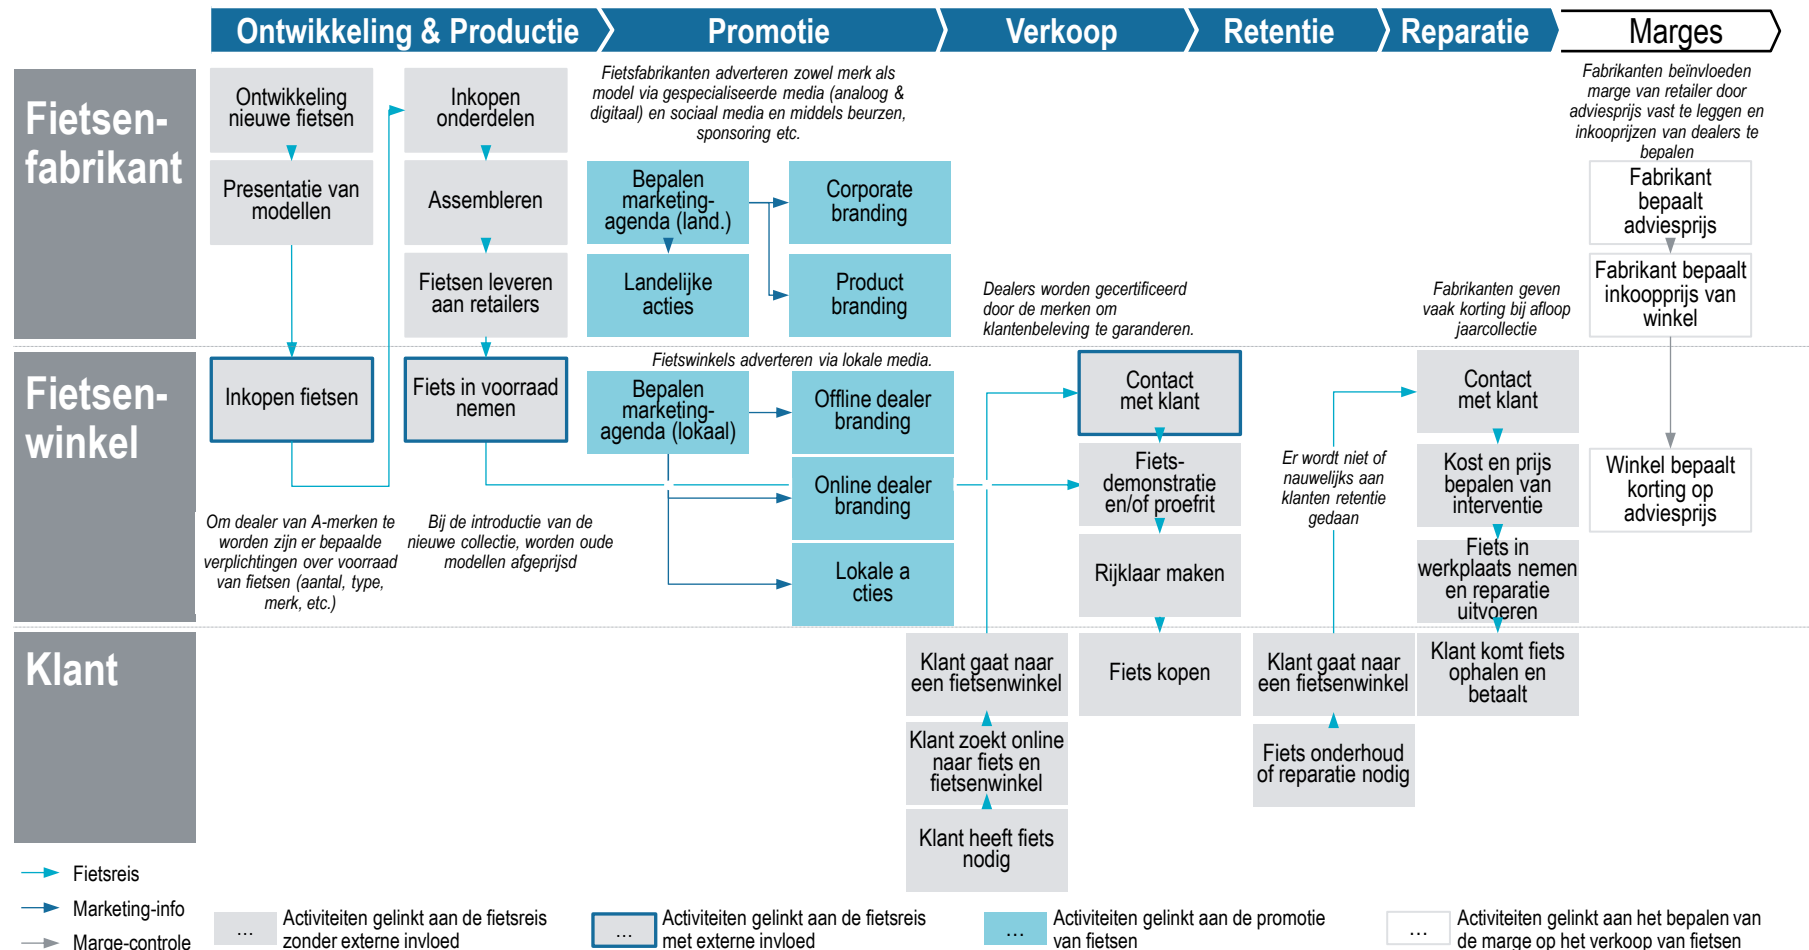 Ontwikkeling & Productie
Promotie
Verkoop
Retentie
Reparatie
Marges
Fietsen-
fabrikant
Ontwikkeling
nieuwe fietsen
Presentatie van
modellen
Inkopen
onderdelen
Assembleren
Fietsen leveren
aan retailers
Fietsfabrikanten adverteren zowel merk als
model via gespecialiseerde media (analoog &
digitaal) en sociaal media en middels beurzen,
sponsoring etc.
Bepalen
marketing-
agenda (land.)
Corporate
branding
Landelijke
acties
Product
branding
Dealers worden gecertificeerd
door de merken om
klantenbeleving te garanderen.
Fabrikanten geven
vaak korting bij afloop
jaarcollectie
Fabrikanten beïnvloeden
marge van retailer door
adviesprijs vast te leggen en
inkooprijzen van dealers te
bepalen
Fabrikant
bepaalt
adviesprijs
Fabrikant bepaalt
inkoopprijs van
winkel
Fietsen-
winkel
Inkopen fietsen
Fiets in voorraad
nemen
Om dealer van A-merken te
worden zijn er bepaalde
verplichtingen over voorraad
van fietsen (aantal, type,
merk, etc.)
Bij de introductie van de
nieuwe collectie, worden oude
modellen afgeprijsd
Fietswinkels adverteren via lokale media.
Bepalen
marketing-
agenda (lokaal)
Offline dealer
branding
Online dealer
branding
Lokale a
cties
Contact
met klant
Fiets-
demonstratie
en/of proefrit
Rijklaar maken
Er wordt niet of
nauwelijks aan
klanten retentie
gedaan
Contact
met klant
Kost en prijs
bepalen van
interventie
Fiets in
werkplaats nemen
en reparatie
uitvoeren
Winkel bepaalt
korting op
adviesprijs
Klant
Klant gaat naar
een fietsenwinkel
Klant zoekt online
naar fiets en
fietsenwinkel
Klant heeft fiets
nodig
Fiets kopen
Klant gaat naar
een fietsenwinkel
Fiets onderhoud
of reparatie nodig
Klant komt fiets
ophalen en
betaalt
Fietsreis
Marketing-info
Marge-controle
...
Activiteiten gelinkt aan de fietsreis
zonder externe invloed
...
Activiteiten gelinkt aan de fietsreis
met externe invloed
...
Activiteiten gelinkt aan de promotie
van fietsen
...
Activiteiten gelinkt aan het bepalen van
de marge op het verkoop van fietsen